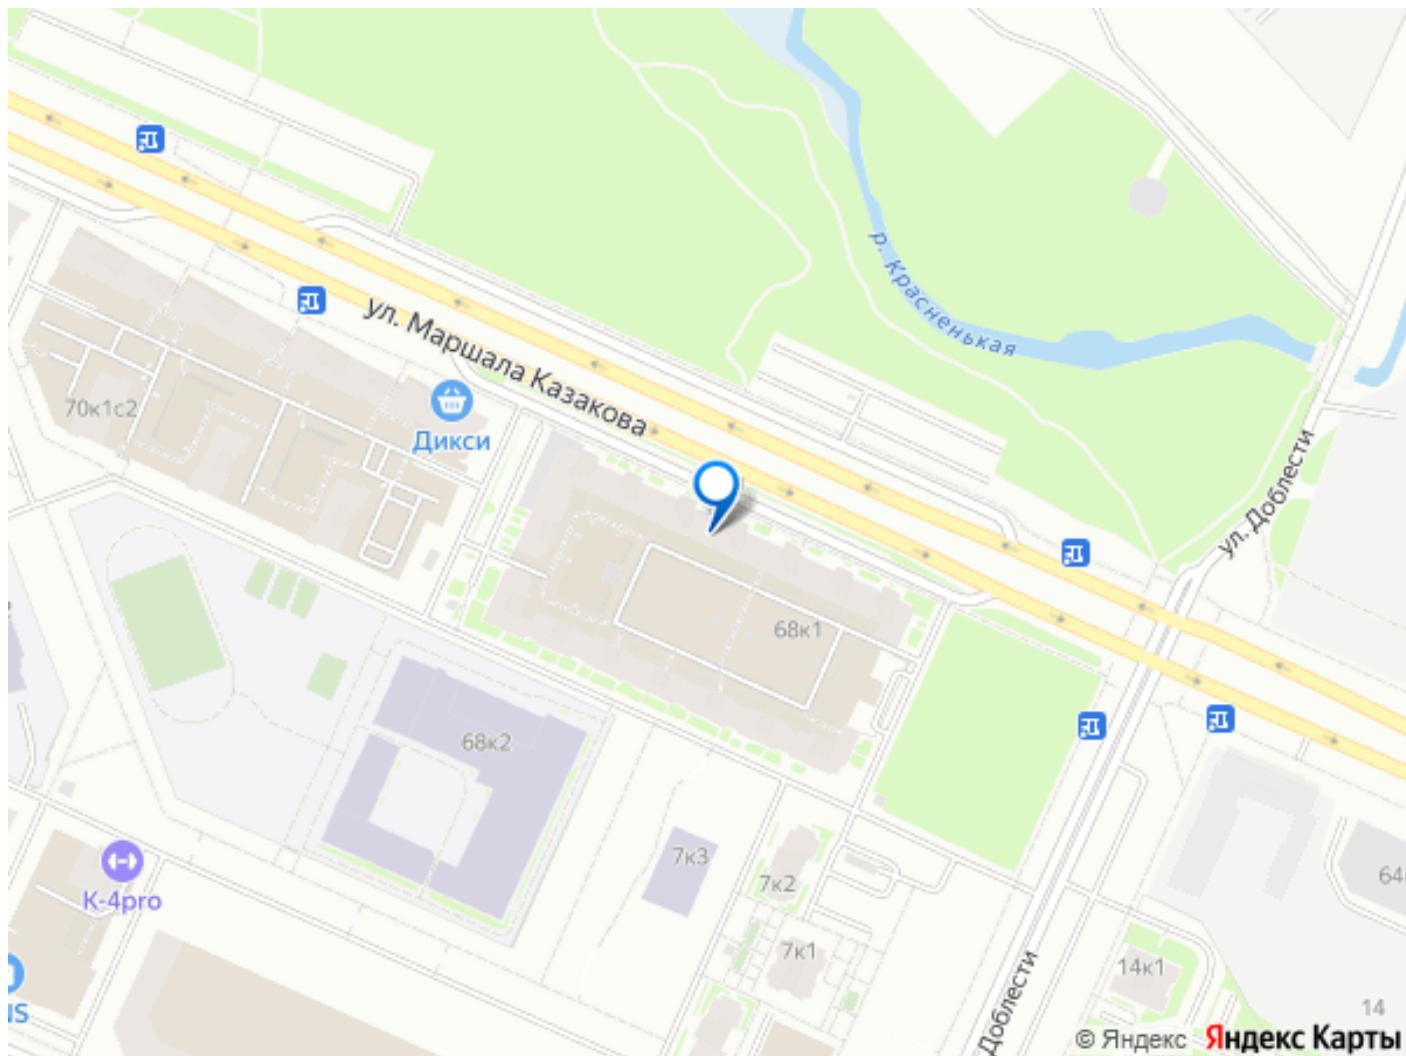 р. Красненькая
ул. Маршала Казакова
70к1с2
Дикси
ул. Доблести
68к1
68к2
7к3
7к2
7к1
К-4pro
14к1
14
Доблести
© Яндекс Яндекс Карты